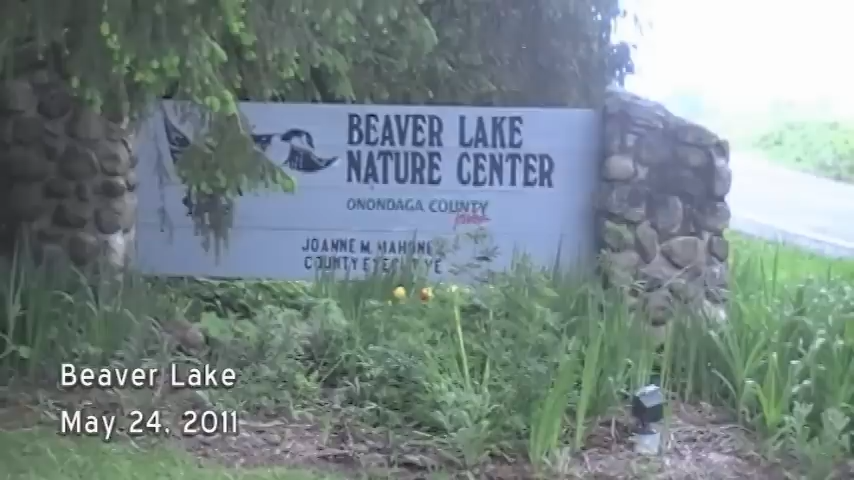 BEAVER LAKE
NATURE CENTER
ONONDAGA COUNTY
JOANNE M. MAHONEY
COUNTY EXECUTIVE
Beaver Lake
May 24, 2011